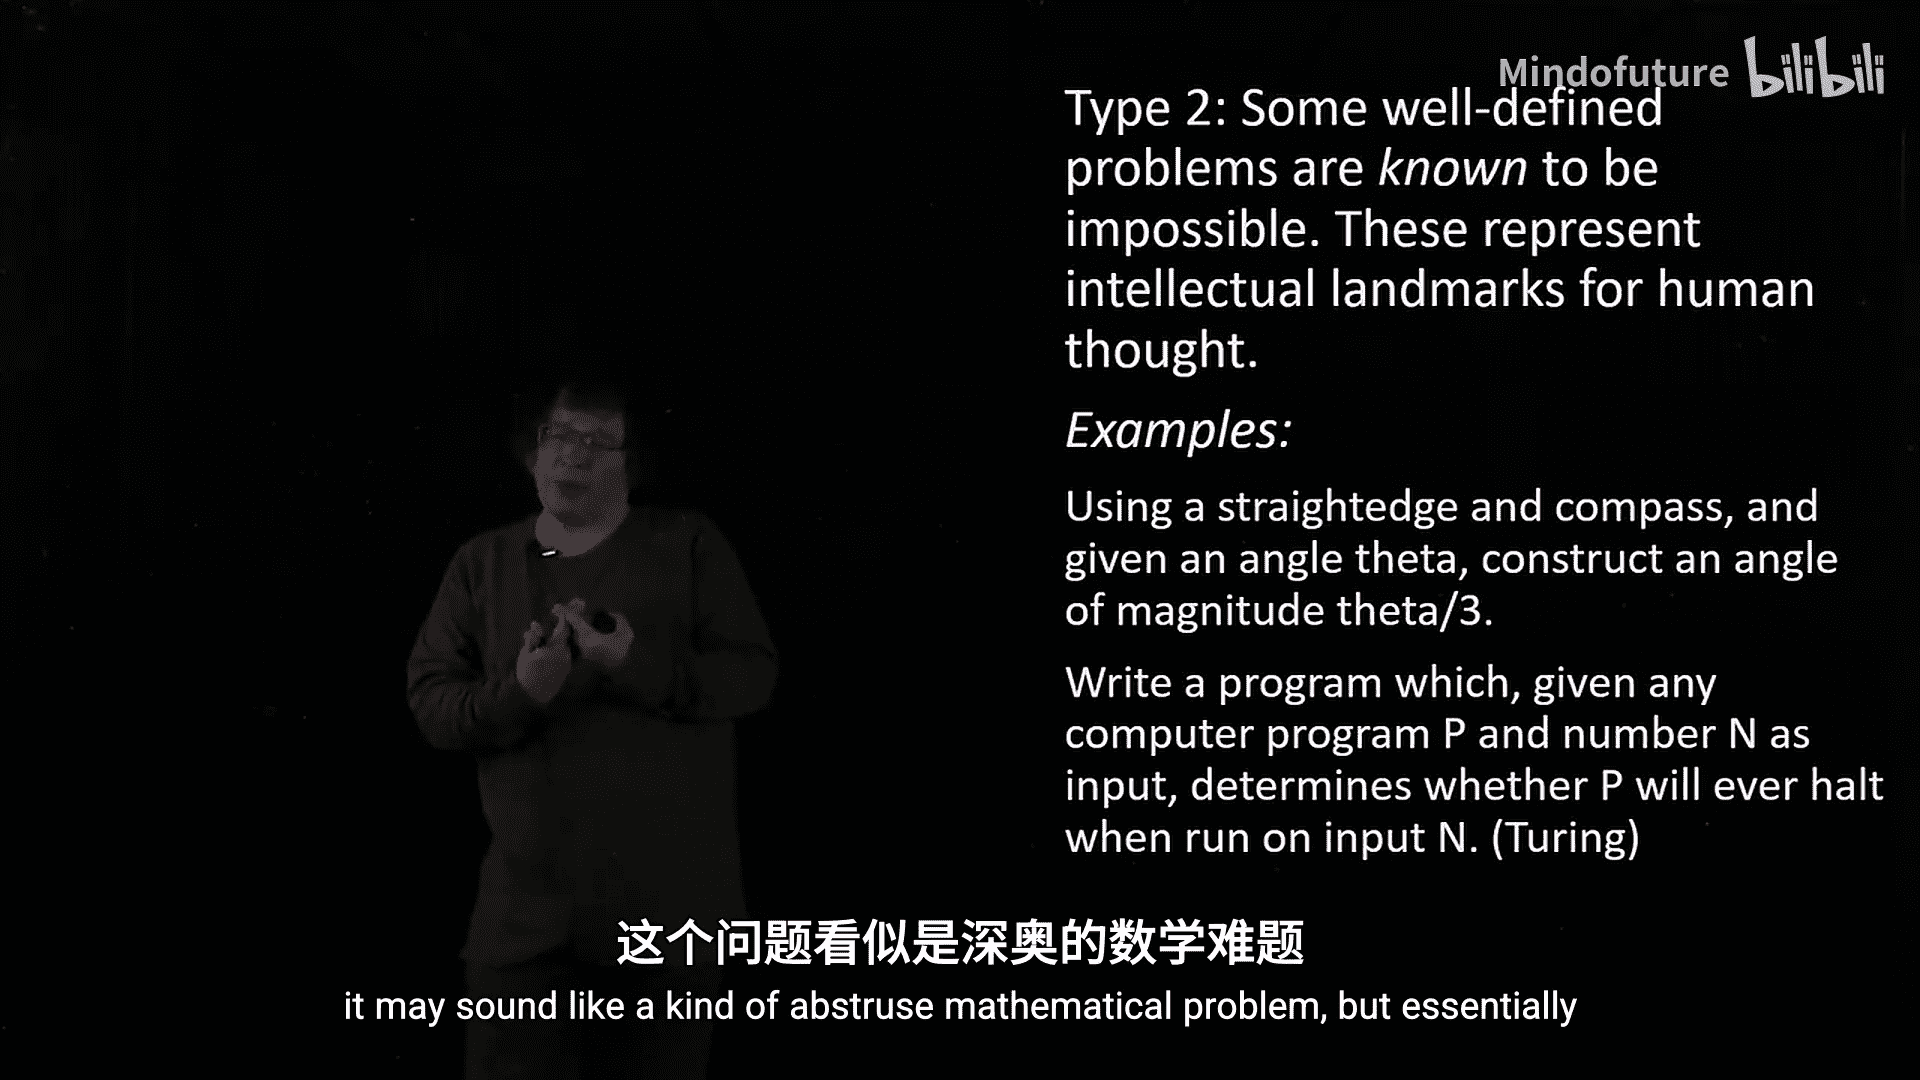 Mindofuture bilibili
Type 2: Some well-defined
problems are known to be
impossible. These represent
intellectual landmarks for human
thought.
Examples:
Using a straightedge and compass, and
given an angle theta, construct an angle
of magnitude theta/3.
Write a program which, given any
computer program P and number N as
input, determines whether P will ever halt
when run on input N. (Turing)
这个问题看似是深奥的数学难题
it may sound like a kind of abstruse mathematical problem, but essentially